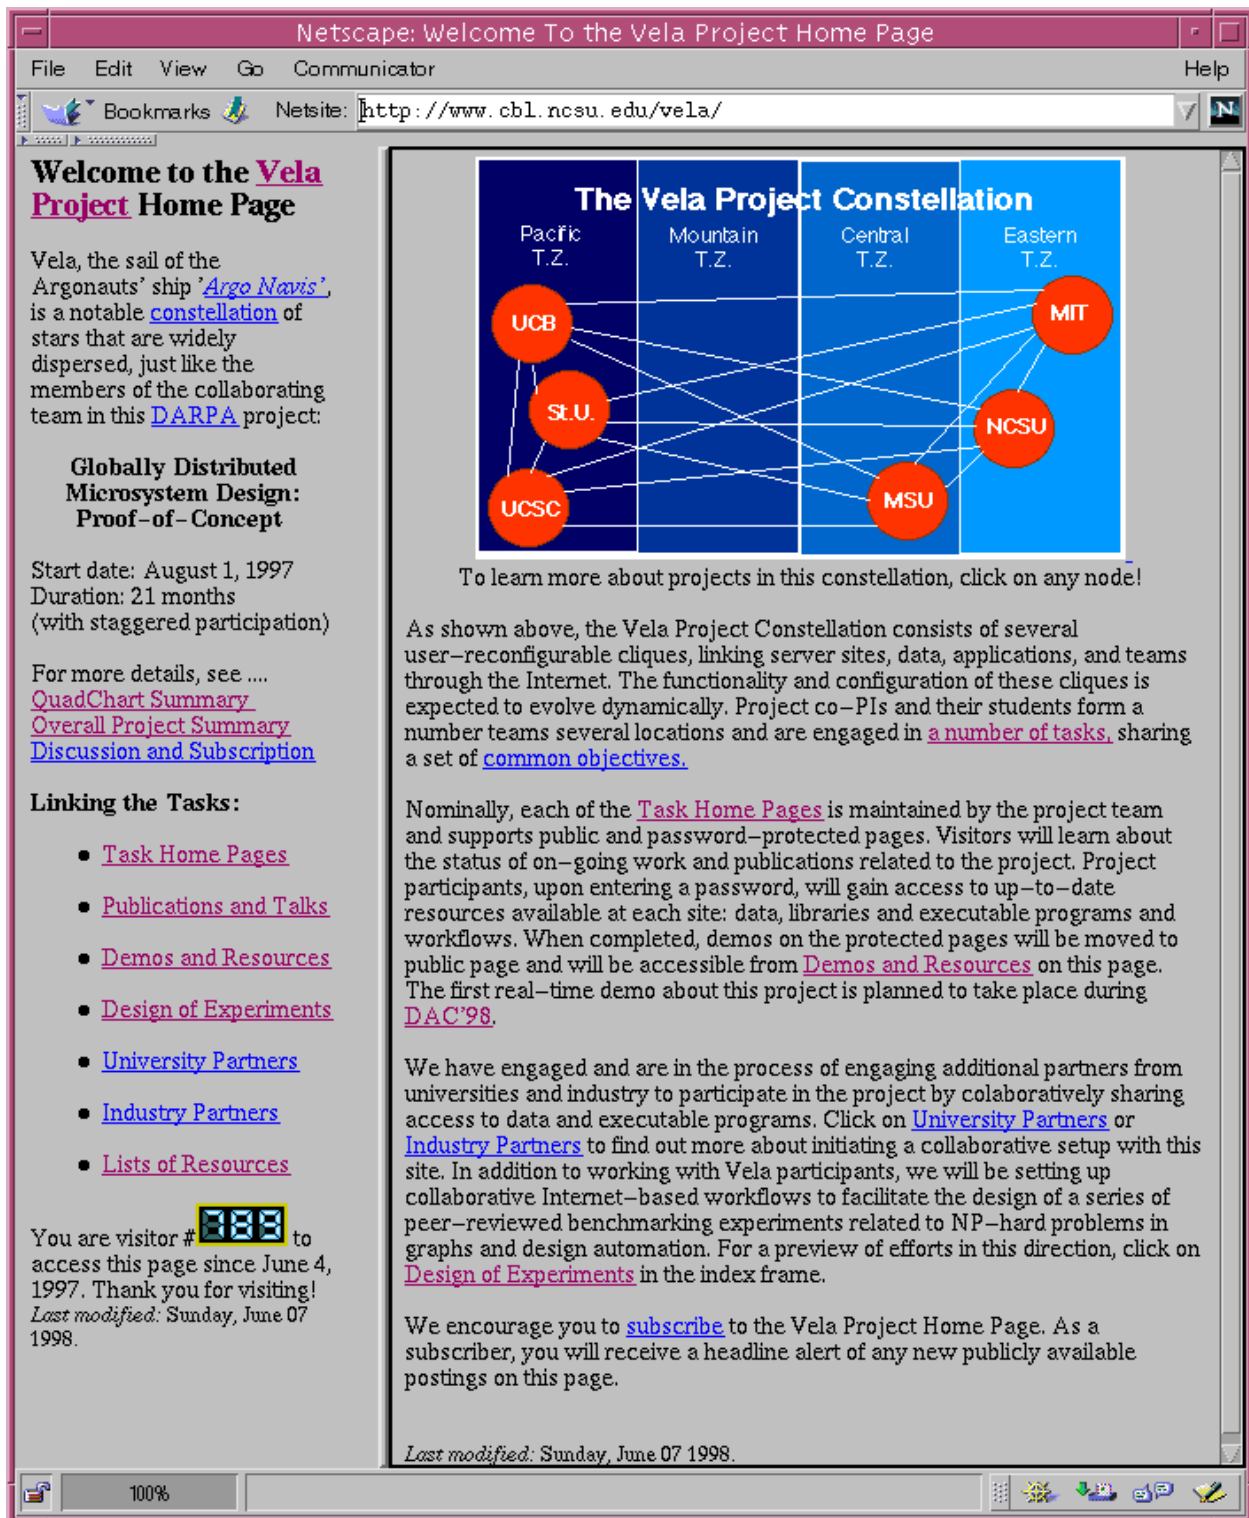 Netscape: Welcome To the Vela Project Home Page
File Edit View Go Communicator Help
Bookmarks Netsite: http://www.cbl.ncsu.edu/vela/ N
Welcome to the Vela
Project Home Page
Vela, the sail of the
Argonauts' ship 'Argo Navis',
is a notable constellation of
stars that are widely
dispersed, just like the
members of the collaborating
team in this DARPA project:
Globally Distributed
Microsystem Design:
Proof-of-Concept
Start date: August 1, 1997
Duration: 21 months
(with staggered participation)
For more details, see ....
QuadChart Summary
Overall Project Summary
Discussion and Subscription
Linking the Tasks:
Task Home Pages
Publications and Talks
Demos and Resources
Design of Experiments
University Partners
Industry Partners
Lists of Resources
You are visitor # to
access this page since June 4,
1997. Thank you for visiting!
Last modified: Sunday, June 07
1998.
The Vela Project Constellation
Pacific Mountain Central Eastern
T.Z. T.Z. T.Z. T.Z.
UCB MIT
St.U. NCSU
UCSC MSU
To learn more about projects in this constellation, click on any node!
As shown above, the Vela Project Constellation consists of several
user-reconfigurable cliques, linking server sites, data, applications, and teams
through the Internet. The functionality and configuration of these cliques is
expected to evolve dynamically. Project co-PIs and their students form a
number teams several locations and are engaged in a number of tasks, sharing
a set of common objectives.
Nominally, each of the Task Home Pages is maintained by the project team
and supports public and password-protected pages. Visitors will learn about
the status of on-going work and publications related to the project. Project
participants, upon entering a password, will gain access to up-to-date
resources available at each site: data, libraries and executable programs and
workflows. When completed, demos on the protected pages will be moved to
public page and will be accessible from Demos and Resources on this page.
The first real-time demo about this project is planned to take place during
DAC'98.
We have engaged and are in the process of engaging additional partners from
universities and industry to participate in the project by colaboratively sharing
access to data and executable programs. Click on University Partners or
Industry Partners to find out more about initiating a collaborative setup with this
site. In addition to working with Vela participants, we will be setting up
collaborative Internet-based workflows to facilitate the design of a series of
peer-reviewed benchmarking experiments related to NP-hard problems in
graphs and design automation. For a preview of efforts in this direction, click on
Design of Experiments in the index frame.
We encourage you to subscribe to the Vela Project Home Page. As a
subscriber, you will receive a headline alert of any new publicly available
postings on this page.
Last modified: Sunday, June 07 1998.
100%